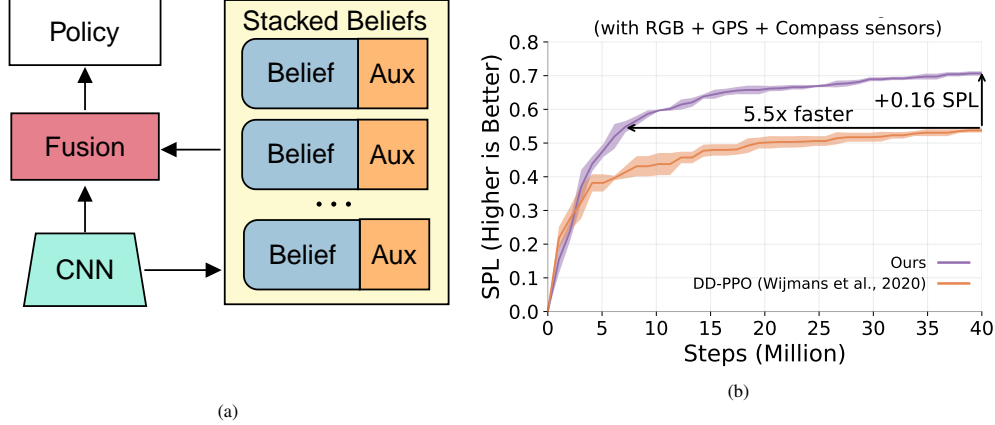 Policy
Fusion
CNN
Stacked Beliefs
Belief Aux
Belief Aux
...
Belief Aux
(a)
(with RGB + GPS + Compass sensors)
SPL (Higher is Better)
0.8
0.7
0.6
0.5
0.4
0.3
0.2
0.1
0.0
+0.16 SPL
5.5x faster
Ours
DD-PPO (Wijmans et al., 2020)
0 5 10 15 20 25 30 35 40
Steps (Million)
(b)